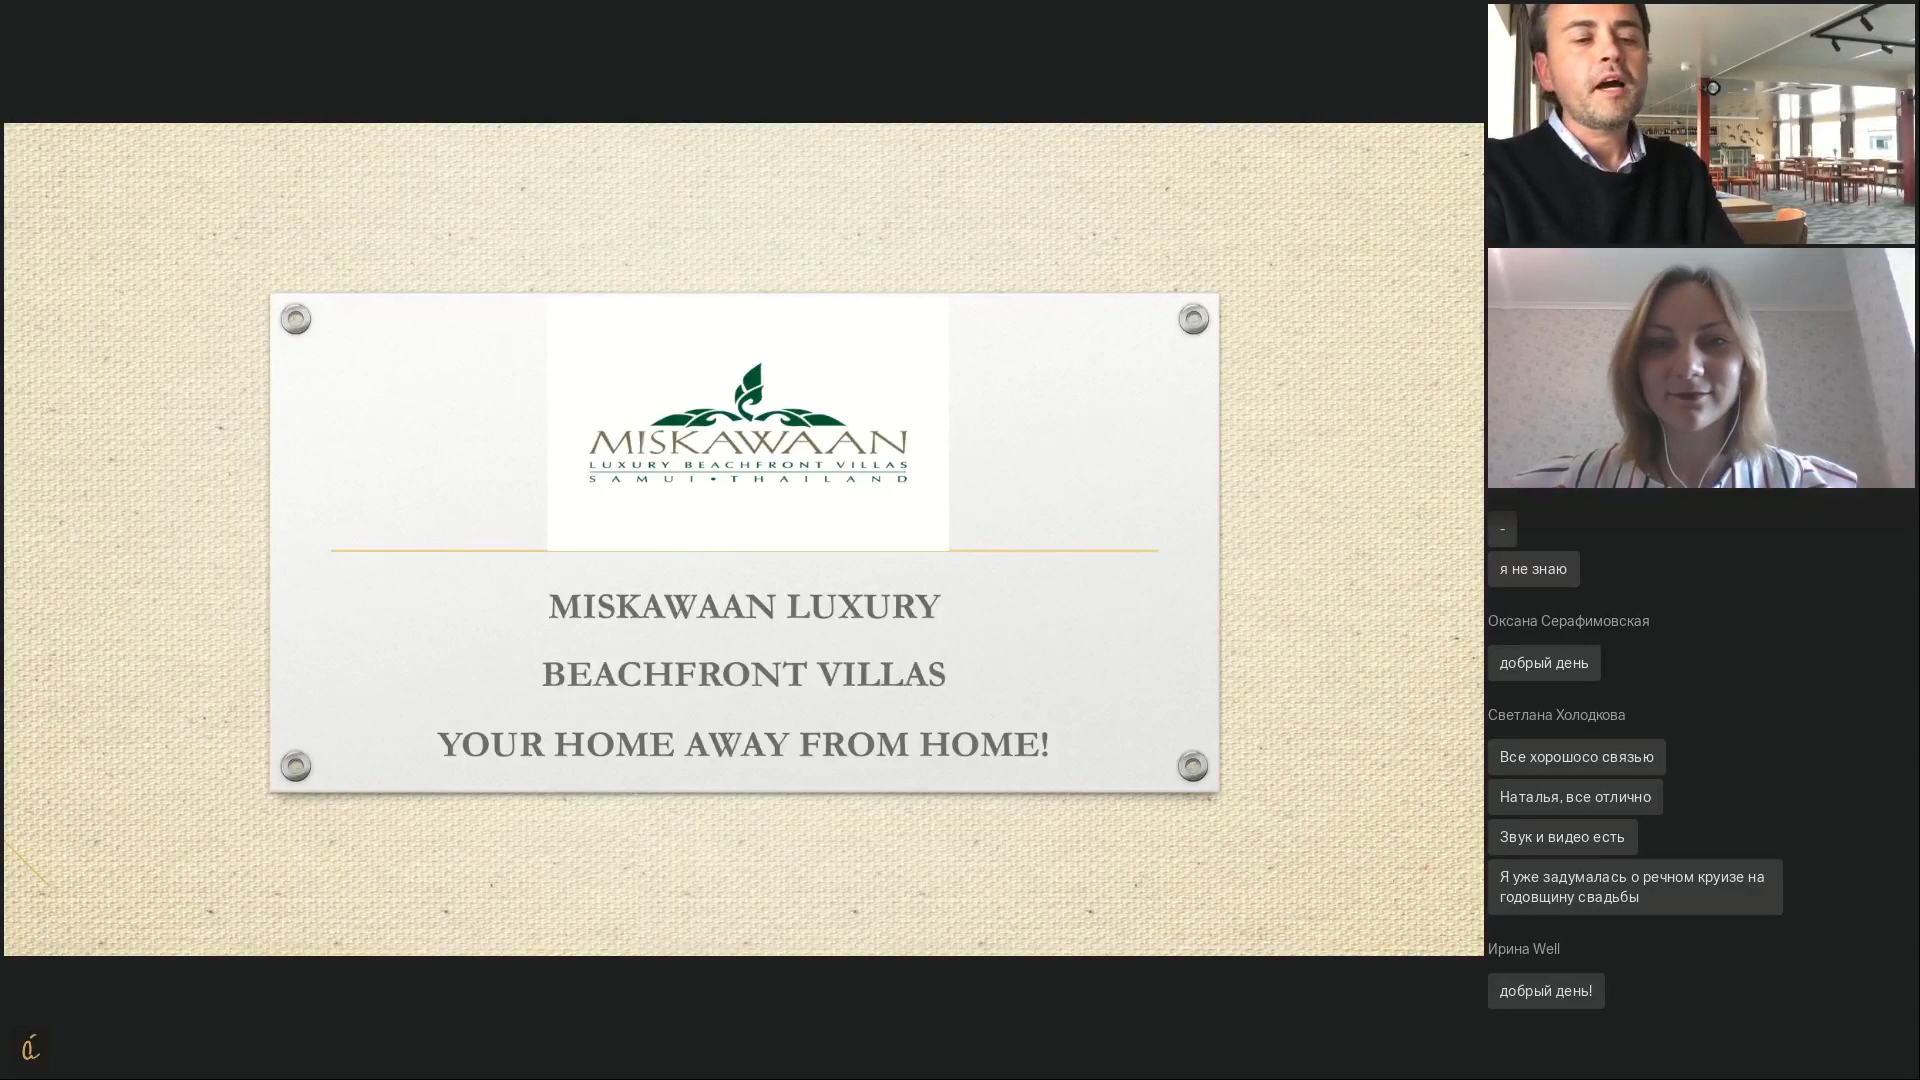 MISKAWAAN
LUXURY BEACHFRONT VILLAS
SAMUI • THAILAND
MISKAWAAN LUXURY
BEACHFRONT VILLAS
YOUR HOME AWAY FROM HOME!
-
я не знаю
Оксана Серафимовская
добрый день
Светлана Холодкова
Все хорошосо связью
Наталья, все отлично
Звук и видео есть
Я уже задумалась о речном круизе на
годовщину свадьбы
Ирина Well
добрый день!
á